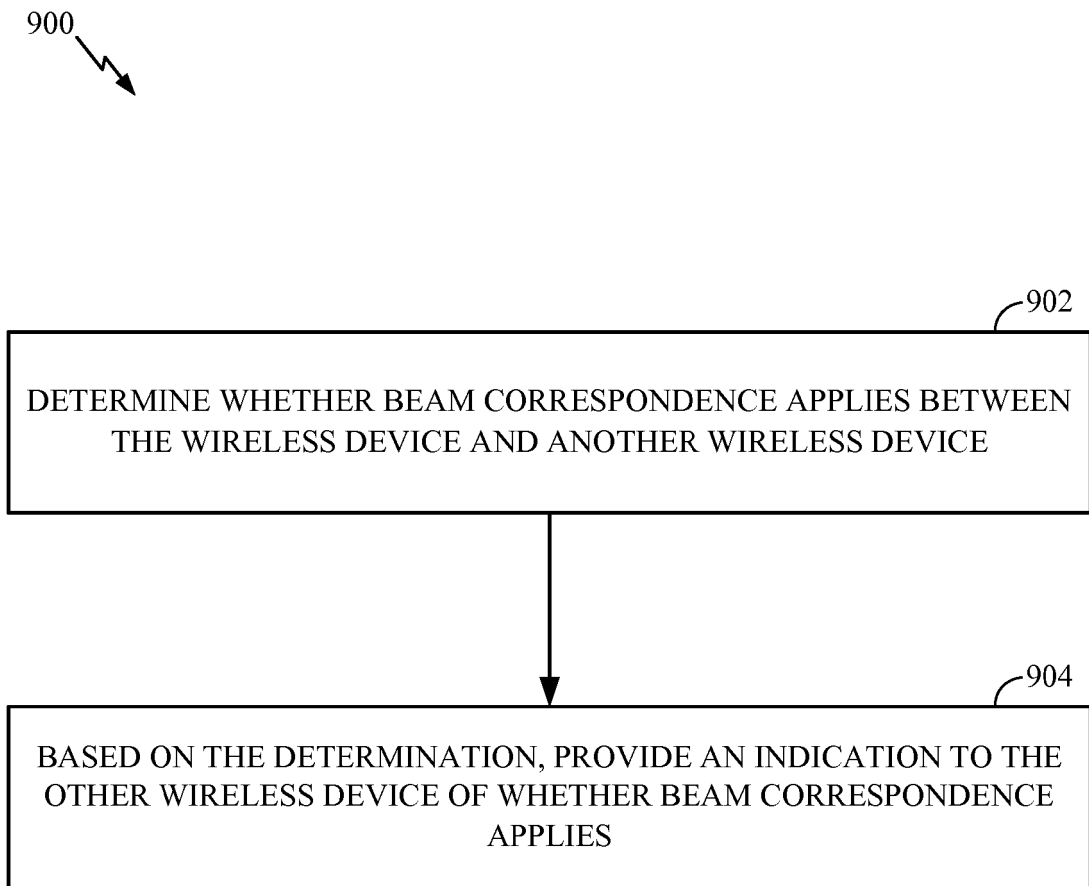 900
902
DETERMINE WHETHER BEAM CORRESPONDENCE APPLIES BETWEEN
THE WIRELESS DEVICE AND ANOTHER WIRELESS DEVICE
904
BASED ON THE DETERMINATION, PROVIDE AN INDICATION TO THE
OTHER WIRELESS DEVICE OF WHETHER BEAM CORRESPONDENCE
APPLIES